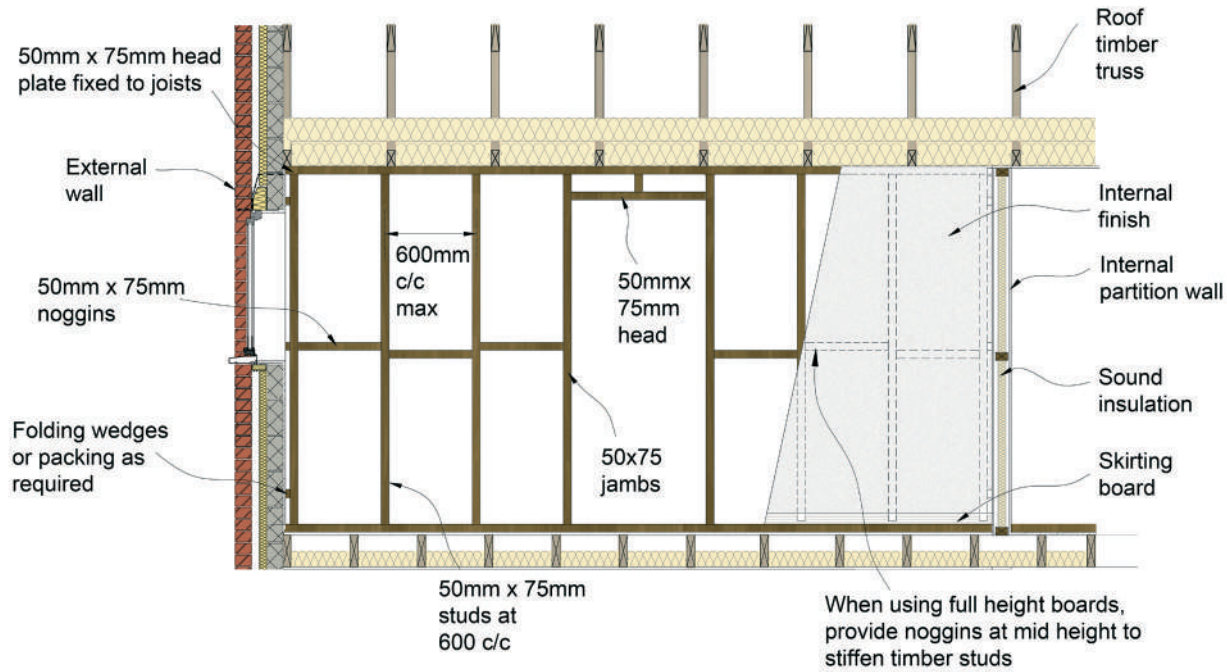 50mm x 75mm head
plate fixed to joists
External
wall
50mm x 75mm
noggins
Folding wedges
or packing as
required
600mm
c/c
max
50mmx
75mm
head
50x75
jambs
50mm x 75mm
studs at
600 c/c
Roof
timber
truss
Internal
finish
Internal
partition wall
Sound
insulation
Skirting
board
When using full height boards,
provide noggins at mid height to
stiffen timber studs